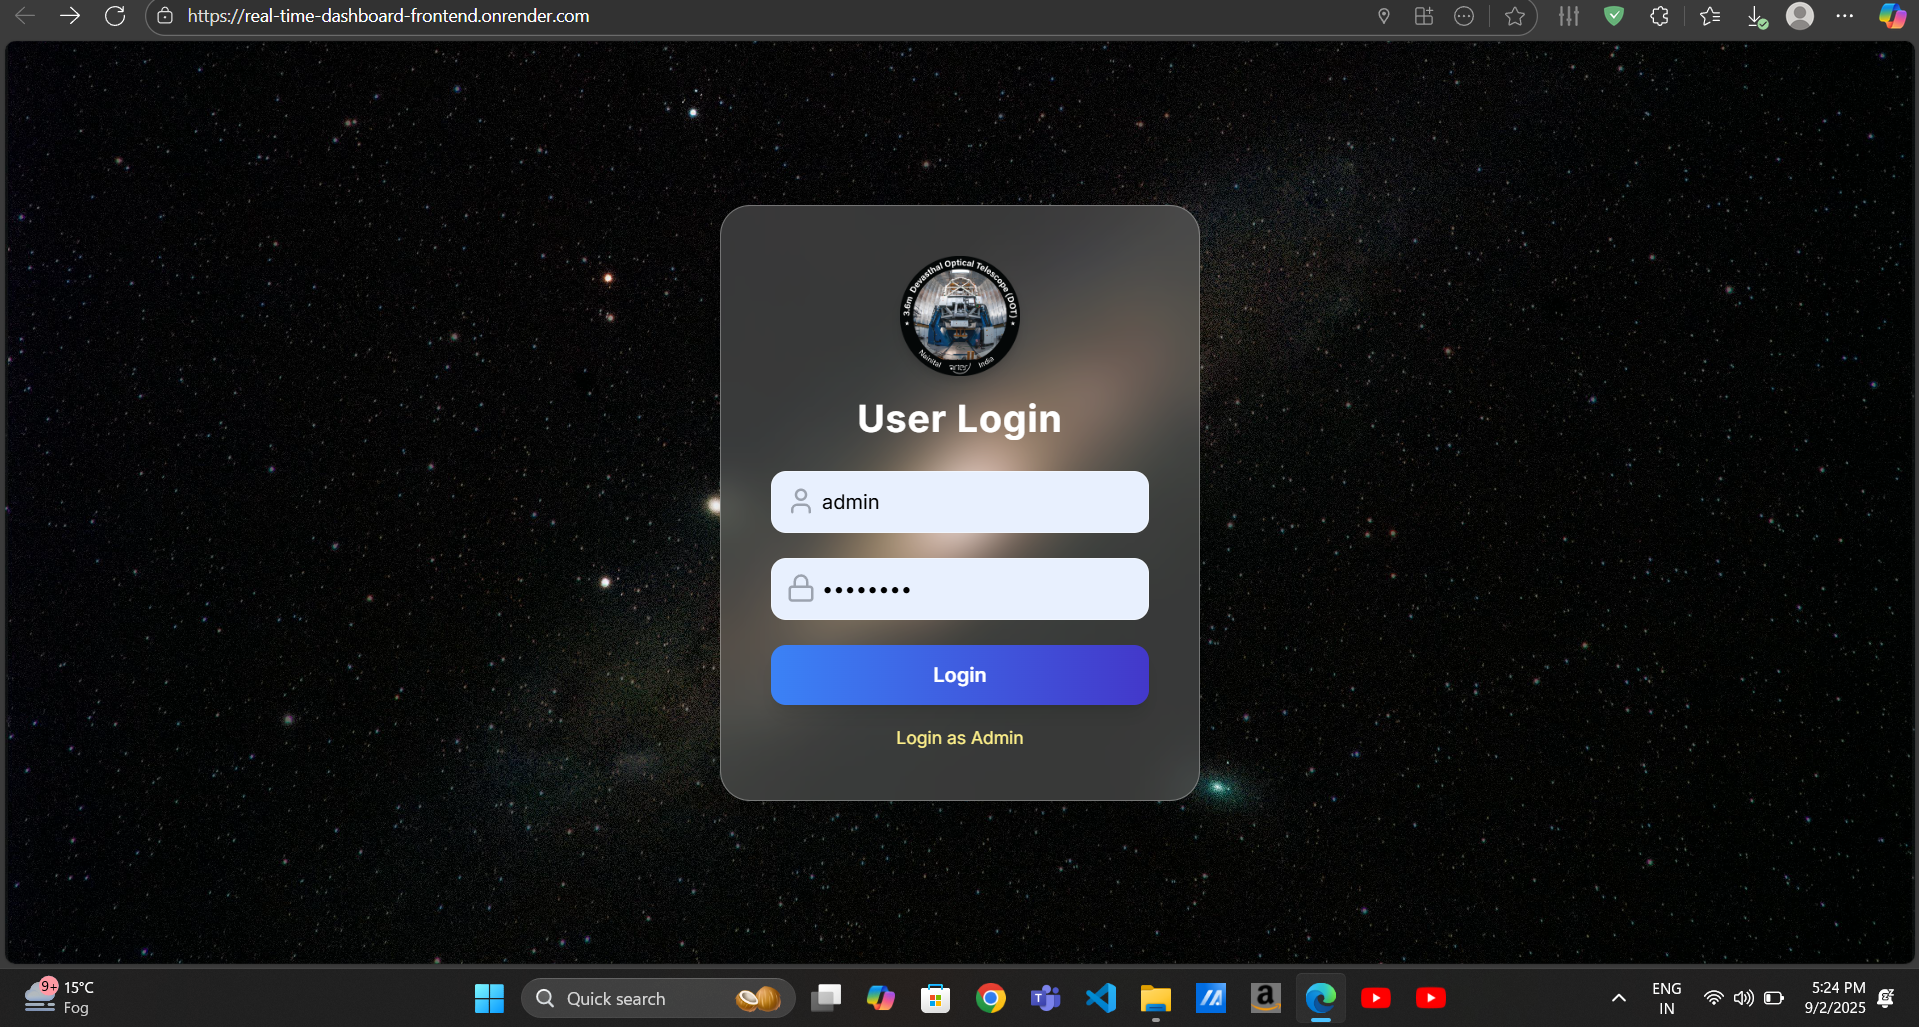 https://real-time-dashboard-frontend.onrender.com
3.6m Devasthal Optical Telescope (DOT)
Nainital aries India
User Login
admin
••••••••
Login
Login as Admin
9+
15°C
Fog
Quick search
ENG
IN
5:24 PM
9/2/2025